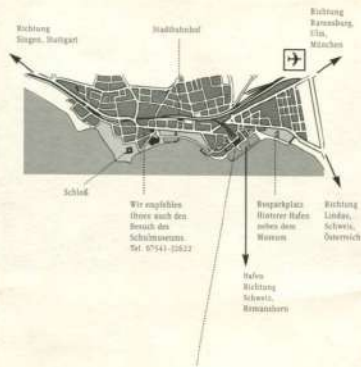 Richtung
Singen, Stuttgart
Stadtbahnhof
Richtung
Ravensburg,
Ulm,
München
Schloß
Wir empfehlen
Ihnen auch den
Besuch des
Schulmuseums.
Tel. 07541-32622
Busparkplatz
Hinterer Hafen
neben dem
Museum
Richtung
Lindau,
Schweiz,
Österreich
Hafen
Richtung
Schweiz,
Romanshorn